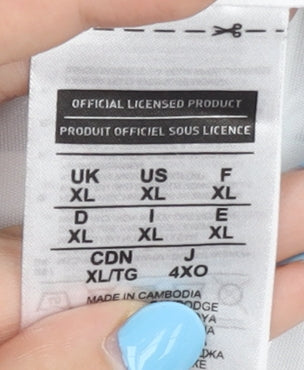 OFFICIAL LICENSED PRODUCT
PRODUIT OFFICIEL SOUS LICENCE
UK US F
XL XL XL
D I E
XL XL XL
CDN J
XL/TG 4XO
MADE IN CAMBODIA